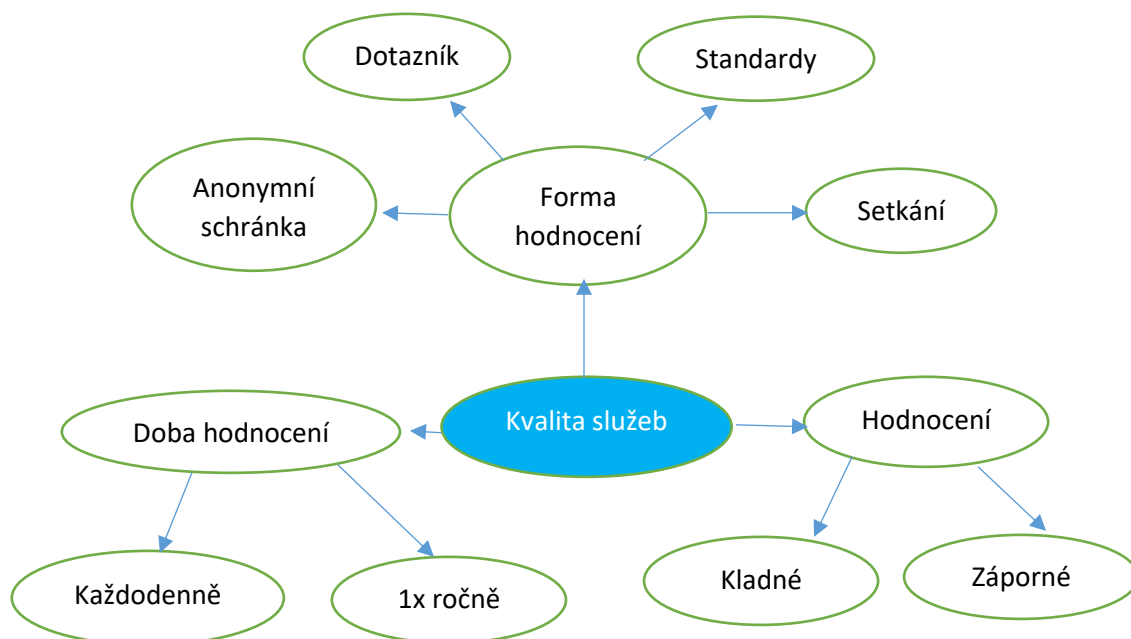 Dotazník
Standardy
Anonymní
schránka
Forma
hodnocení
Setkání
Doba hodnocení
Kvalita služeb
Hodnocení
Každodenně
1x ročně
Kladné
Záporné